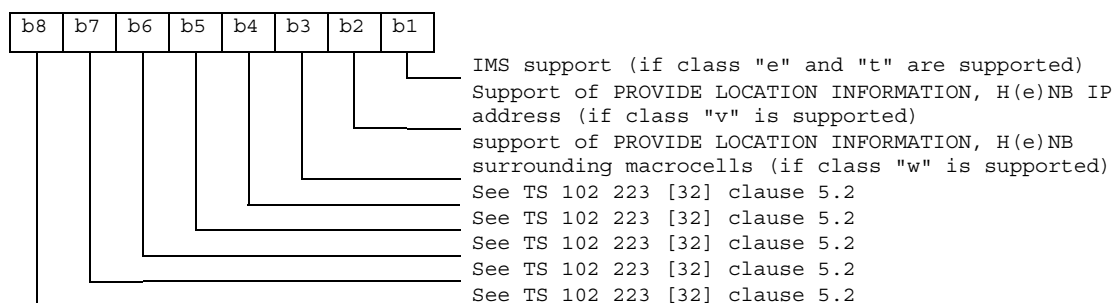 b8 b7 b6 b5 b4 b3 b2 b1
IMS support (if class "e" and "t" are supported)
Support of PROVIDE LOCATION INFORMATION, H(e)NB IP
address (if class "v" is supported)
support of PROVIDE LOCATION INFORMATION, H(e)NB
surrounding macrocells (if class "w" is supported)
See TS 102 223 [32] clause 5.2
See TS 102 223 [32] clause 5.2
See TS 102 223 [32] clause 5.2
See TS 102 223 [32] clause 5.2
See TS 102 223 [32] clause 5.2